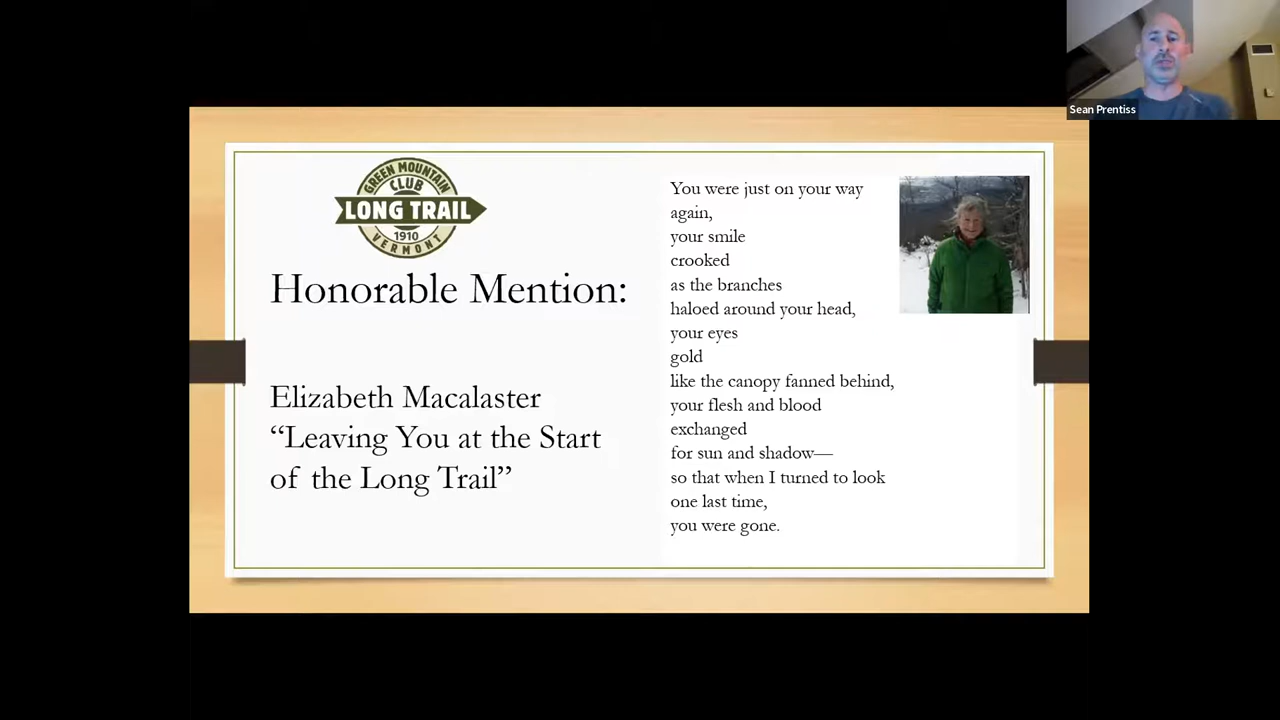 Sean Prentiss
GREEN MOUNTAIN
CLUB
LONG TRAIL
1910
VERMONT
Honorable Mention:
Elizabeth Macalaster
“Leaving You at the Start
of the Long Trail”
You were just on your way
again,
your smile
crooked
as the branches
haloed around your head,
your eyes
gold
like the canopy fanned behind,
your flesh and blood
exchanged
for sun and shadow—
so that when I turned to look
one last time,
you were gone.